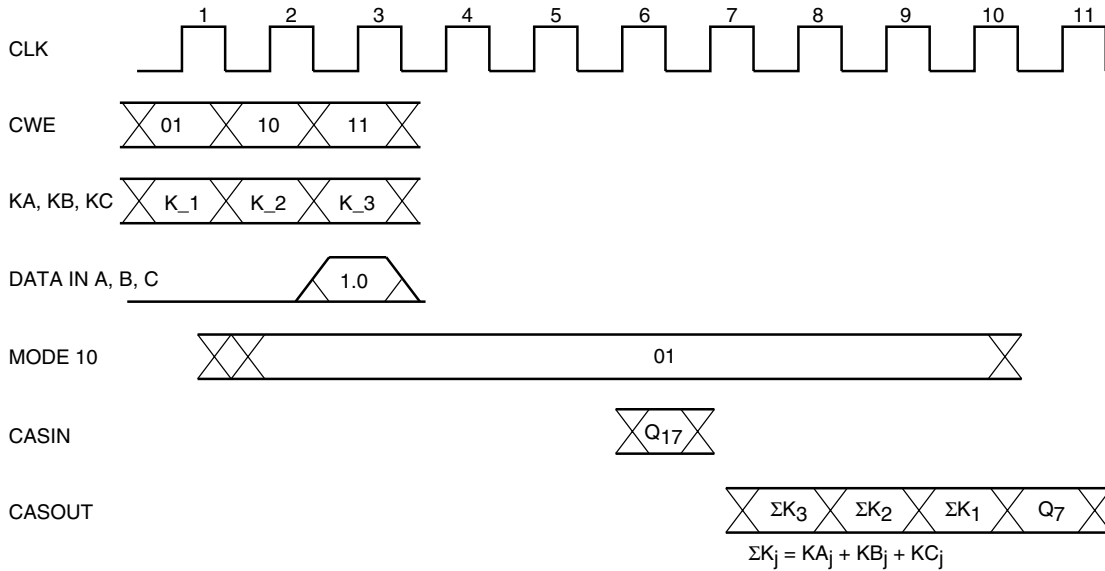 1 2 3 4 5 6 7 8 9 10 11
CLK
CWE 01 10 11
KA, KB, KC K_1 K_2 K_3
DATA IN A, B, C 1.0
MODE 10 01
CASIN Q17
CASOUT ΣK3 ΣK2 ΣK1 Q7
ΣKj = KAj + KBj + KCj